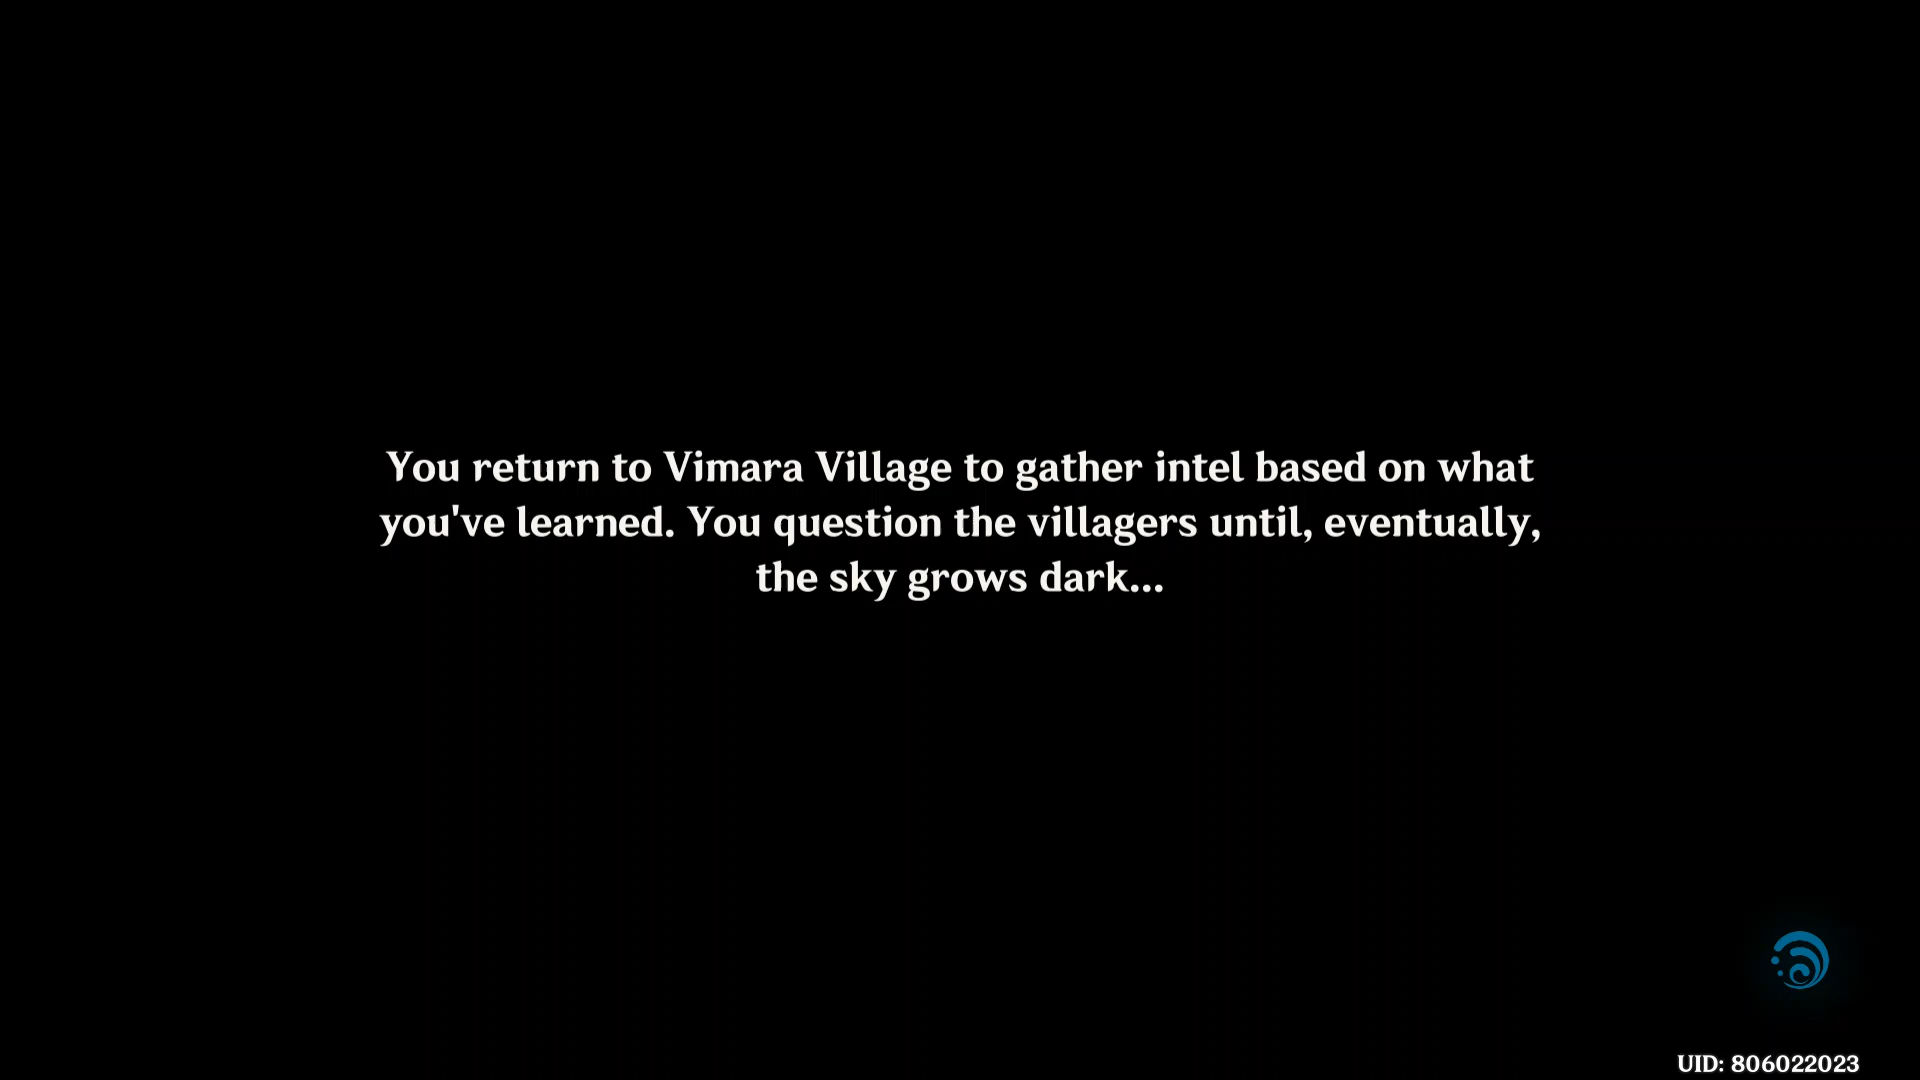 You return to Vimara Village to gather intel based on what
you've learned. You question the villagers until, eventually,
the sky grows dark...
UID: 806022023